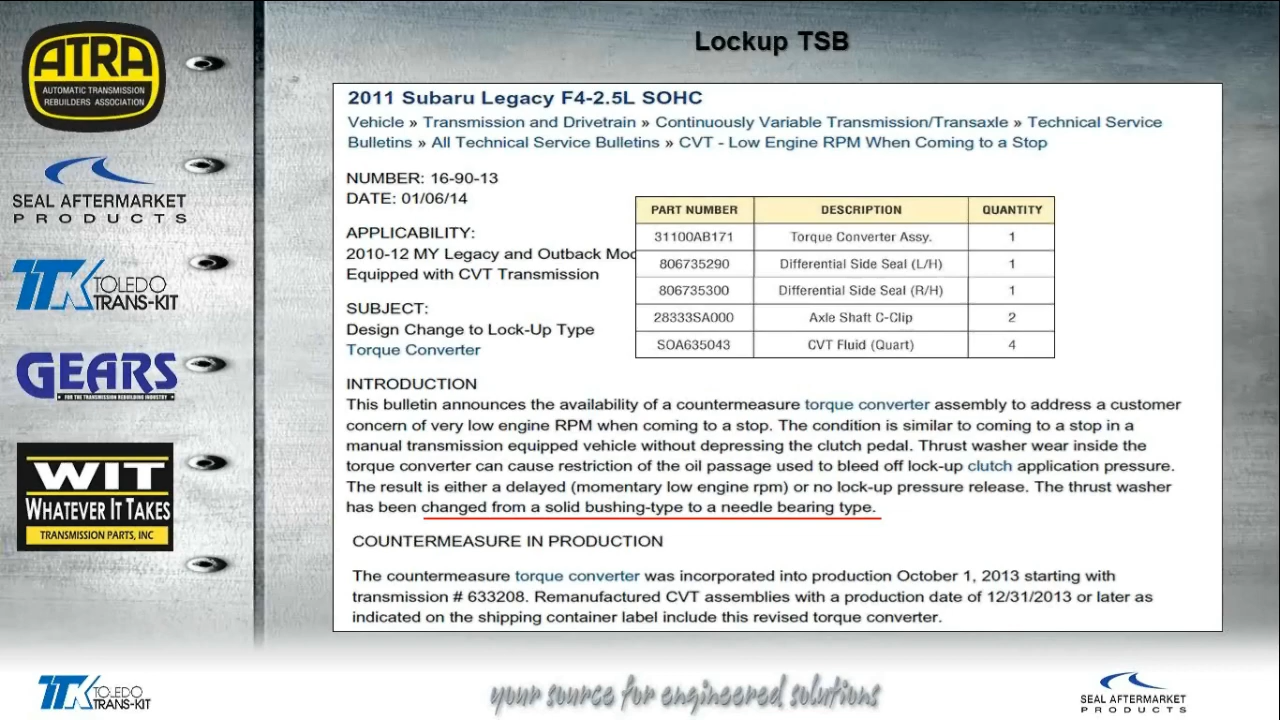 Lockup TSB
ATRA
AUTOMATIC TRANSMISSION
REBUILDERS ASSOCIATION
SEAL AFTERMARKET
PRODUCTS
TTK TOLEDO
TRANS-KIT
GEARS
FOR THE TRANSMISSION REBUILDING INDUSTRY
WIT
WHATEVER IT TAKES
TRANSMISSION PARTS, INC
2011 Subaru Legacy F4-2.5L SOHC
Vehicle » Transmission and Drivetrain » Continuously Variable Transmission/Transaxle » Technical Service
Bulletins » All Technical Service Bulletins » CVT - Low Engine RPM When Coming to a Stop
NUMBER: 16-90-13
DATE: 01/06/14
APPLICABILITY:
2010-12 MY Legacy and Outback Mod
Equipped with CVT Transmission
SUBJECT:
Design Change to Lock-Up Type
Torque Converter
PART NUMBER DESCRIPTION QUANTITY
31100AB171 Torque Converter Assy. 1
806735290 Differential Side Seal (L/H) 1
806735300 Differential Side Seal (R/H) 1
28333SA000 Axle Shaft C-Clip 2
SOA635043 CVT Fluid (Quart) 4
INTRODUCTION
This bulletin announces the availability of a countermeasure torque converter assembly to address a customer
concern of very low engine RPM when coming to a stop. The condition is similar to coming to a stop in a
manual transmission equipped vehicle without depressing the clutch pedal. Thrust washer wear inside the
torque converter can cause restriction of the oil passage used to bleed off lock-up clutch application pressure.
The result is either a delayed (momentary low engine rpm) or no lock-up pressure release. The thrust washer
has been changed from a solid bushing-type to a needle bearing type.
COUNTERMEASURE IN PRODUCTION
The countermeasure torque converter was incorporated into production October 1, 2013 starting with
transmission # 633208. Remanufactured CVT assemblies with a production date of 12/31/2013 or later as
indicated on the shipping container label include this revised torque converter.
TTK TOLEDO
TRANS-KIT
your source for engineered solutions
SEAL AFTERMARKET
PRODUCTS